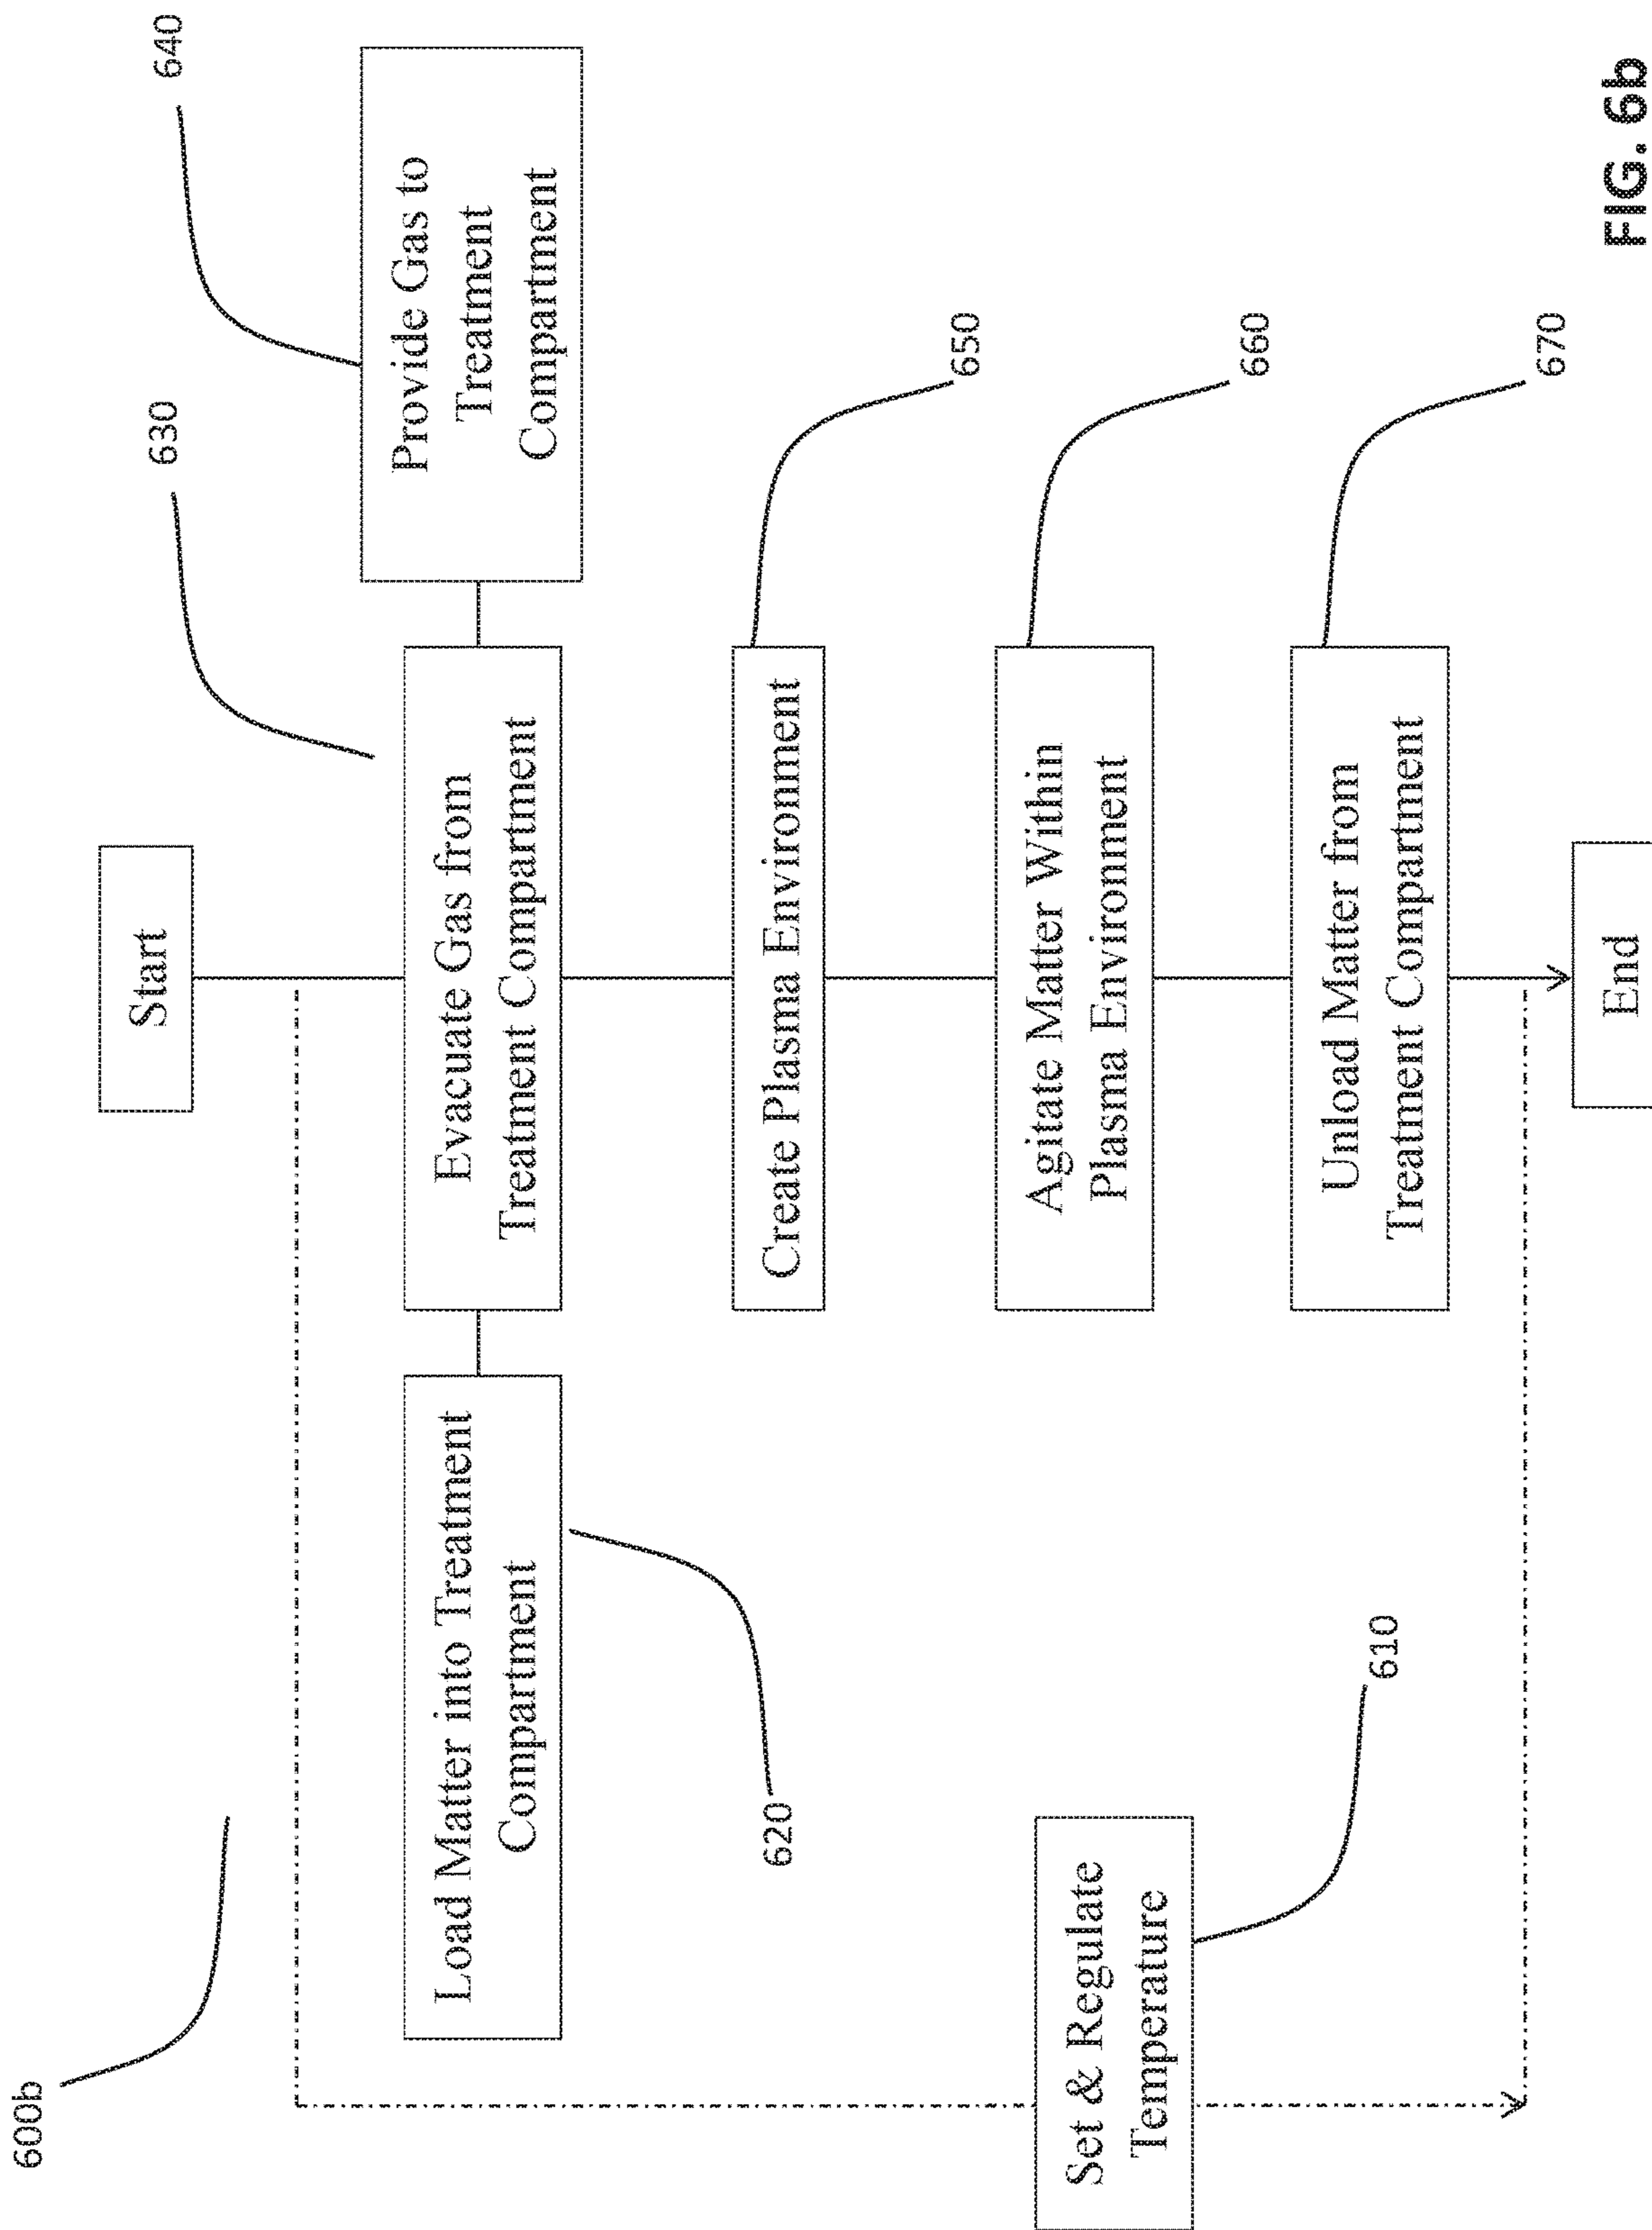 600b
Start
630
640
Load Matter into Treatment
Compartment
Evacuate Gas from
Treatment Compartment
Provide Gas to
Treatment
Compartment
620
Create Plasma Environment
650
Set & Regulate
Temperature
610
Agitate Matter Within
Plasma Environment
660
Unload Matter from
Treatment Compartment
670
End
FIG. 6b